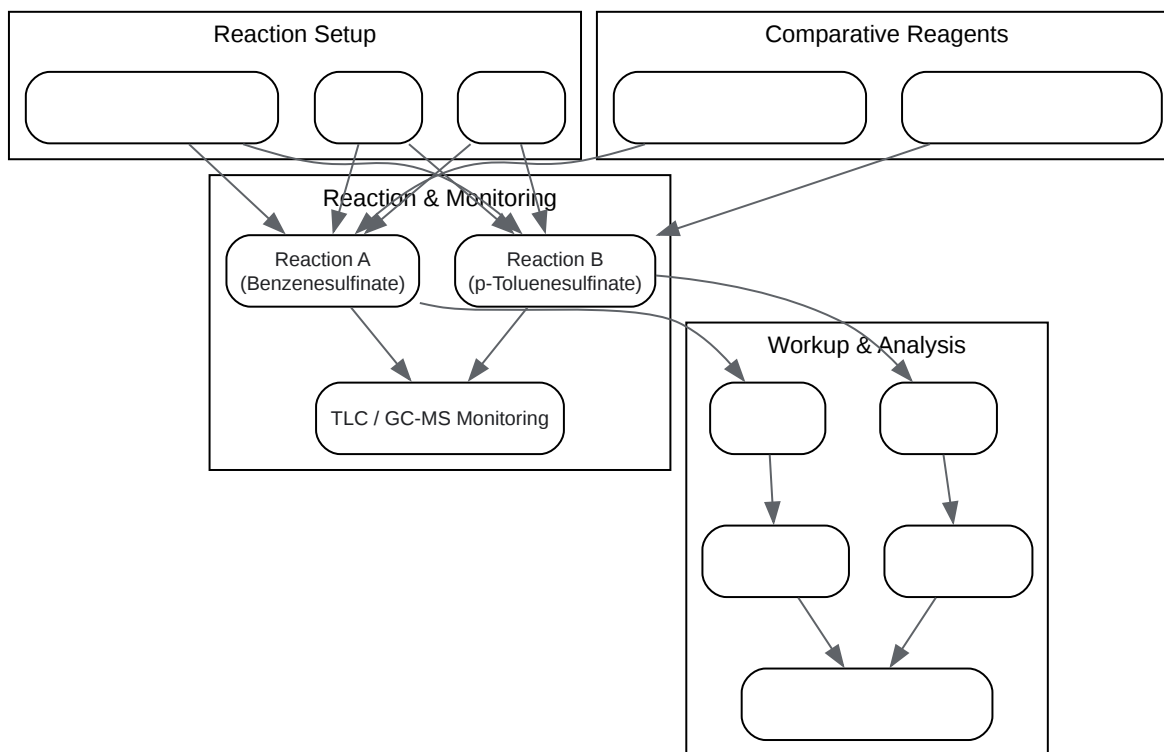 Reaction Setup
Comparative Reagents
Reaction & Monitoring
Reaction A
(Benzenesulfinate)
Reaction B
(p-Toluenesulfinate)
TLC / GC-MS Monitoring
Workup & Analysis